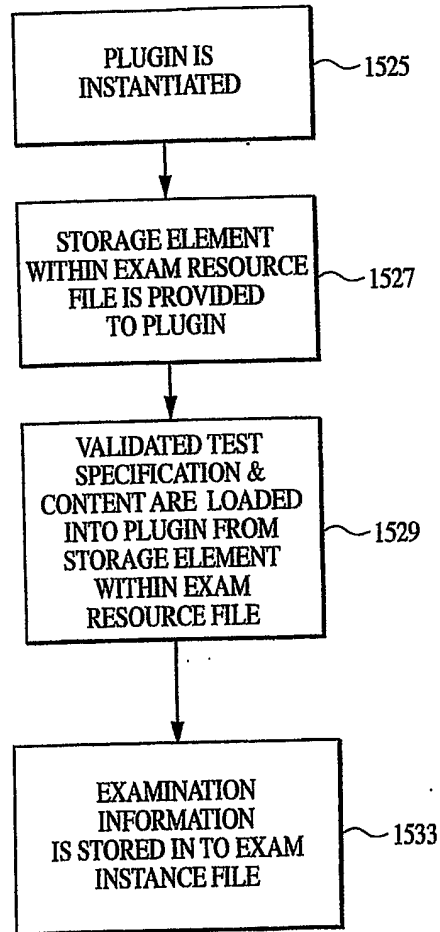 PLUGIN IS
INSTANTIATED
1525
STORAGE ELEMENT
WITHIN EXAM RESOURCE
FILE IS PROVIDED
TO PLUGIN
1527
VALIDATED TEST
SPECIFICATION &
CONTENT ARE LOADED
INTO PLUGIN FROM
STORAGE ELEMENT
WITHIN EXAM
RESOURCE FILE
1529
EXAMINATION
INFORMATION
IS STORED IN TO EXAM
INSTANCE FILE
1533